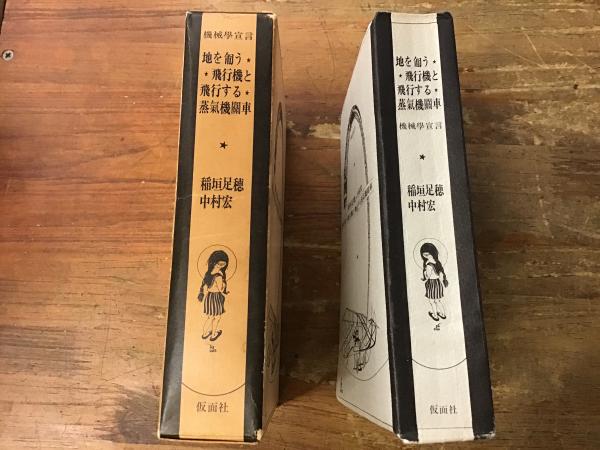 機械學宣言
地を匍う★
★飛行機と
飛行する★
蒸氣機關車
★
稲垣足穂
中村宏
仮面社
地を匍う★
★飛行機と
飛行する★
蒸氣機關車
機械學宣言
★
稲垣足穂
中村宏
仮面社